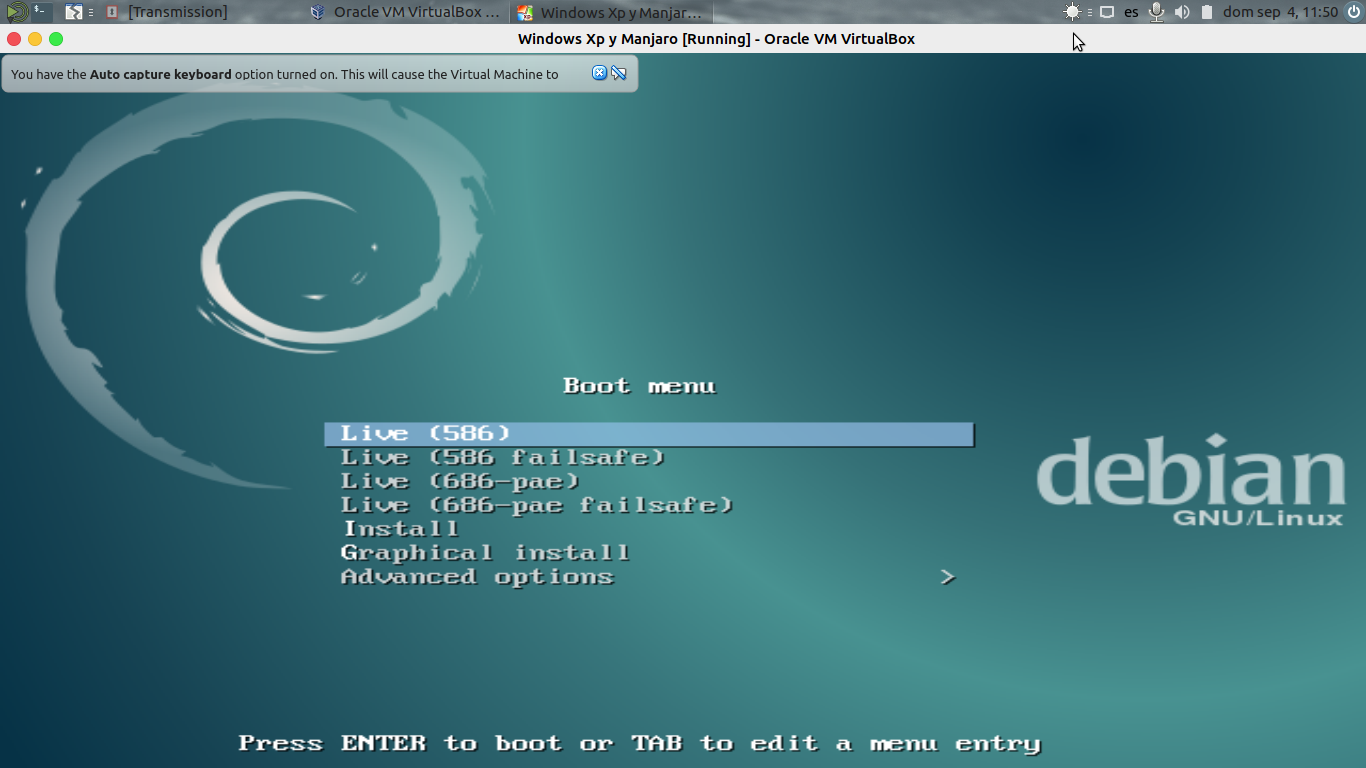 [Transmission] Oracle VM VirtualBox ... Windows Xp y Manjar... es dom sep 4, 11:50
Windows Xp y Manjaro [Running] - Oracle VM VirtualBox
You have the Auto capture keyboard option turned on. This will cause the Virtual Machine to
Boot menu
Live (586)
Live (586 failsafe)
Live (686-pae)
Live (686-pae failsafe)
Install
Graphical install
Advanced options >
debian
GNU/Linux
Press ENTER to boot or TAB to edit a menu entry